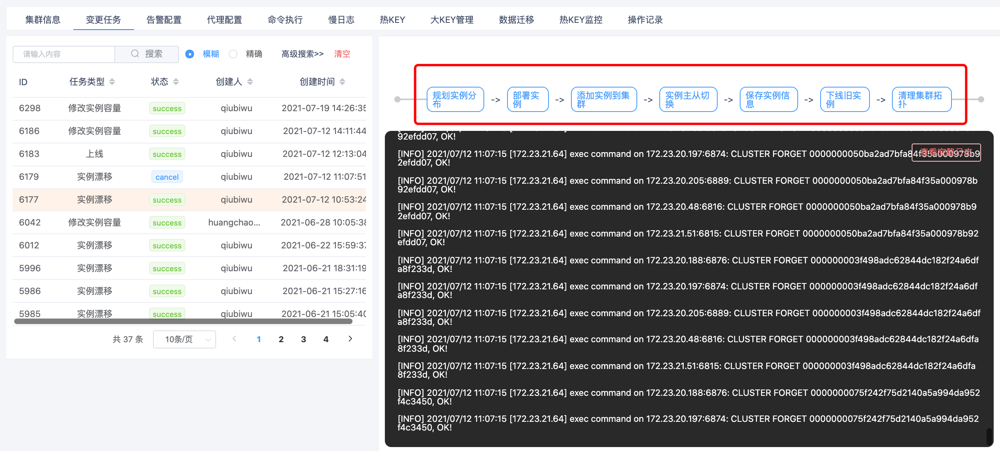 集群信息 变更任务 告警配置 代理配置 命令执行 慢日志 热KEY 大KEY管理 数据迁移 热KEY监控 操作记录
请输入内容 搜索 模糊 精确 高级搜索>> 清空
ID 任务类型 状态 创建人 创建时间
6298 修改实例容量 success qiubiwu 2021-07-19 14:26:35
6186 修改实例容量 success qiubiwu 2021-07-12 14:11:44
6183 上线 success qiubiwu 2021-07-12 12:13:04
6179 实例漂移 cancel qiubiwu 2021-07-12 11:07:51
6177 实例漂移 success qiubiwu 2021-07-12 10:53:24
6042 修改实例容量 success huangchao... 2021-06-28 10:05:38
6012 实例漂移 success qiubiwu 2021-06-22 15:59:37
5996 实例漂移 success qiubiwu 2021-06-21 18:31:19
5986 实例漂移 success qiubiwu 2021-06-21 15:27:16
5985 实例漂移 success qiubiwu 2021-06-21 15:05:40
共 37 条 10条/页 < 1 2 3 4 >
规划实例分
布
->
部署实
例
->
添加实例到集
群
->
实例主从切
换
->
保存实例信
息
->
下线旧实
例
->
清理集群拓
扑
92efdd07, OK!
查看完整日志
[INFO] 2021/07/12 11:07:15 [172.23.21.64] exec command on 172.23.20.197:6874: CLUSTER FORGET 0000000050ba2ad7bfa84f35a000978b9
2efdd07, OK!
[INFO] 2021/07/12 11:07:15 [172.23.21.64] exec command on 172.23.20.205:6889: CLUSTER FORGET 0000000050ba2ad7bfa84f35a000978b
92efdd07, OK!
[INFO] 2021/07/12 11:07:15 [172.23.21.64] exec command on 172.23.20.48:6816: CLUSTER FORGET 0000000050ba2ad7bfa84f35a000978b9
2efdd07, OK!
[INFO] 2021/07/12 11:07:15 [172.23.21.64] exec command on 172.23.21.51:6815: CLUSTER FORGET 0000000050ba2ad7bfa84f35a000978b92
efdd07, OK!
[INFO] 2021/07/12 11:07:15 [172.23.21.64] exec command on 172.23.20.188:6876: CLUSTER FORGET 000000003f498adc62844dc182f24a6df
a8f233d, OK!
[INFO] 2021/07/12 11:07:15 [172.23.21.64] exec command on 172.23.20.197:6874: CLUSTER FORGET 000000003f498adc62844dc182f24a6df
a8f233d, OK!
[INFO] 2021/07/12 11:07:15 [172.23.21.64] exec command on 172.23.20.205:6889: CLUSTER FORGET 000000003f498adc62844dc182f24a6df
a8f233d, OK!
[INFO] 2021/07/12 11:07:15 [172.23.21.64] exec command on 172.23.20.48:6816: CLUSTER FORGET 000000003f498adc62844dc182f24a6dfa
8f233d, OK!
[INFO] 2021/07/12 11:07:15 [172.23.21.64] exec command on 172.23.21.51:6815: CLUSTER FORGET 000000003f498adc62844dc182f24a6dfa
8f233d, OK!
[INFO] 2021/07/12 11:07:15 [172.23.21.64] exec command on 172.23.20.188:6876: CLUSTER FORGET 0000000075f242f75d2140a5a994da952
f4c3450, OK!
[INFO] 2021/07/12 11:07:15 [172.23.21.64] exec command on 172.23.20.197:6874: CLUSTER FORGET 0000000075f242f75d2140a5a994da952
f4c3450, OK!